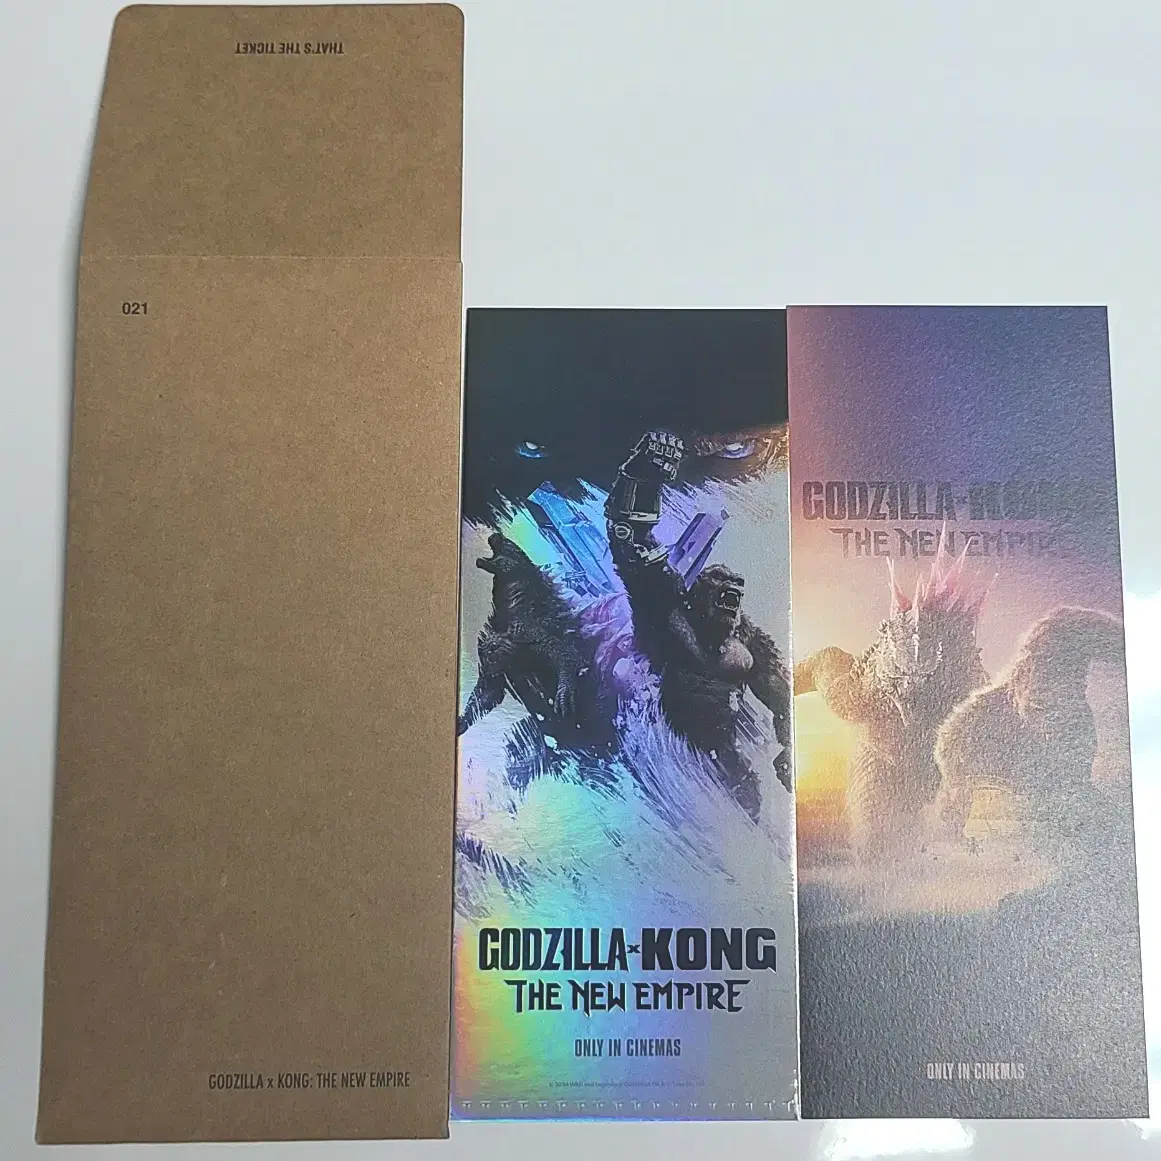 THAT'S THE TICKET
021
GODZILLA x KONG: THE NEW EMPIRE
GODZILLA x KONG
THE NEW EMPIRE
ONLY IN CINEMAS
GODZILLA x KONG
THE NEW EMPIRE
ONLY IN CINEMAS